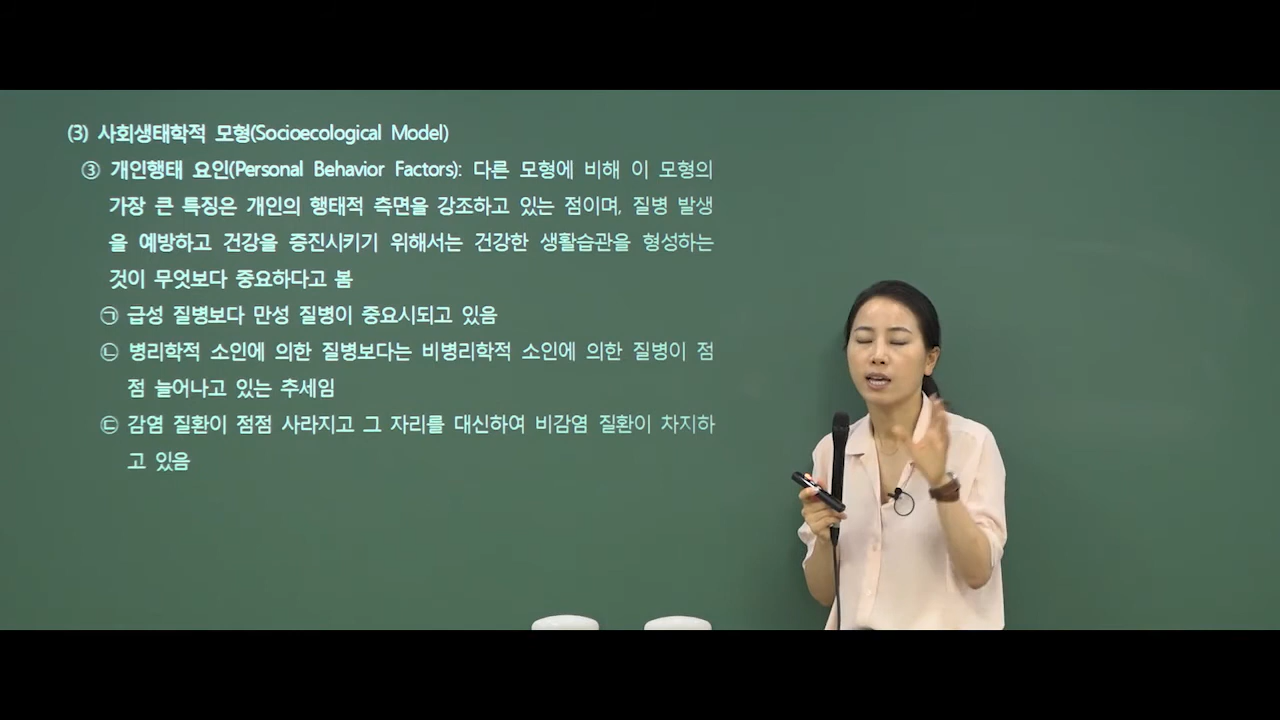 (3) 사회생태학적 모형(Socioecological Model)
③ 개인행태 요인(Personal Behavior Factors): 다른 모형에 비해 이 모형의
가장 큰 특징은 개인의 행태적 측면을 강조하고 있는 점이며, 질병 발생
을 예방하고 건강을 증진시키기 위해서는 건강한 생활습관을 형성하는
것이 무엇보다 중요하다고 봄
㉠ 급성 질병보다 만성 질병이 중요시되고 있음
㉡ 병리학적 소인에 의한 질병보다는 비병리학적 소인에 의한 질병이 점
점 늘어나고 있는 추세임
㉢ 감염 질환이 점점 사라지고 그 자리를 대신하여 비감염 질환이 차지하
고 있음